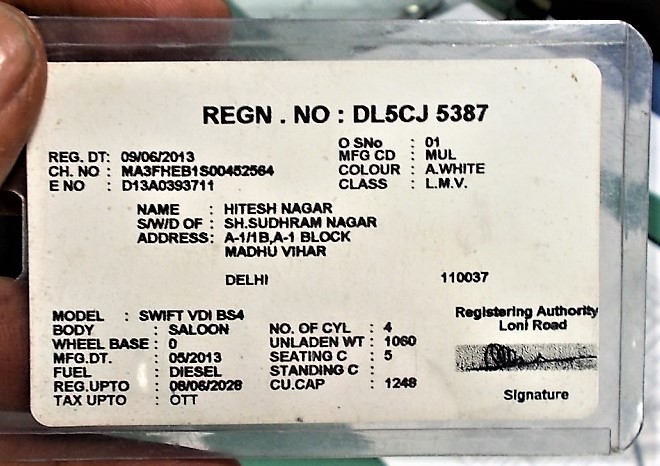 REGN . NO : DL5CJ 5387
O SNo : 01
REG. DT: 09/06/2013 MFG CD : MUL
CH. NO : MA3FHEB1S00452564 COLOUR : A.WHITE
E NO : D13A0393711 CLASS : L.M.V.
NAME : HITESH NAGAR
S/W/D OF : SH.SUDHRAM NAGAR
ADDRESS: A-1/1B,A-1 BLOCK
MADHU VIHAR
DELHI 110037
MODEL : SWIFT VDI BS4 Registering Authority
BODY : SALOON NO. OF CYL : 4 Loni Road
WHEEL BASE : 0 UNLADEN WT : 1060
MFG.DT. : 05/2013 SEATING C : 5
FUEL : DIESEL STANDING C :
REG.UPTO : 08/06/2028 CU.CAP : 1248
TAX UPTO : OTT Signature